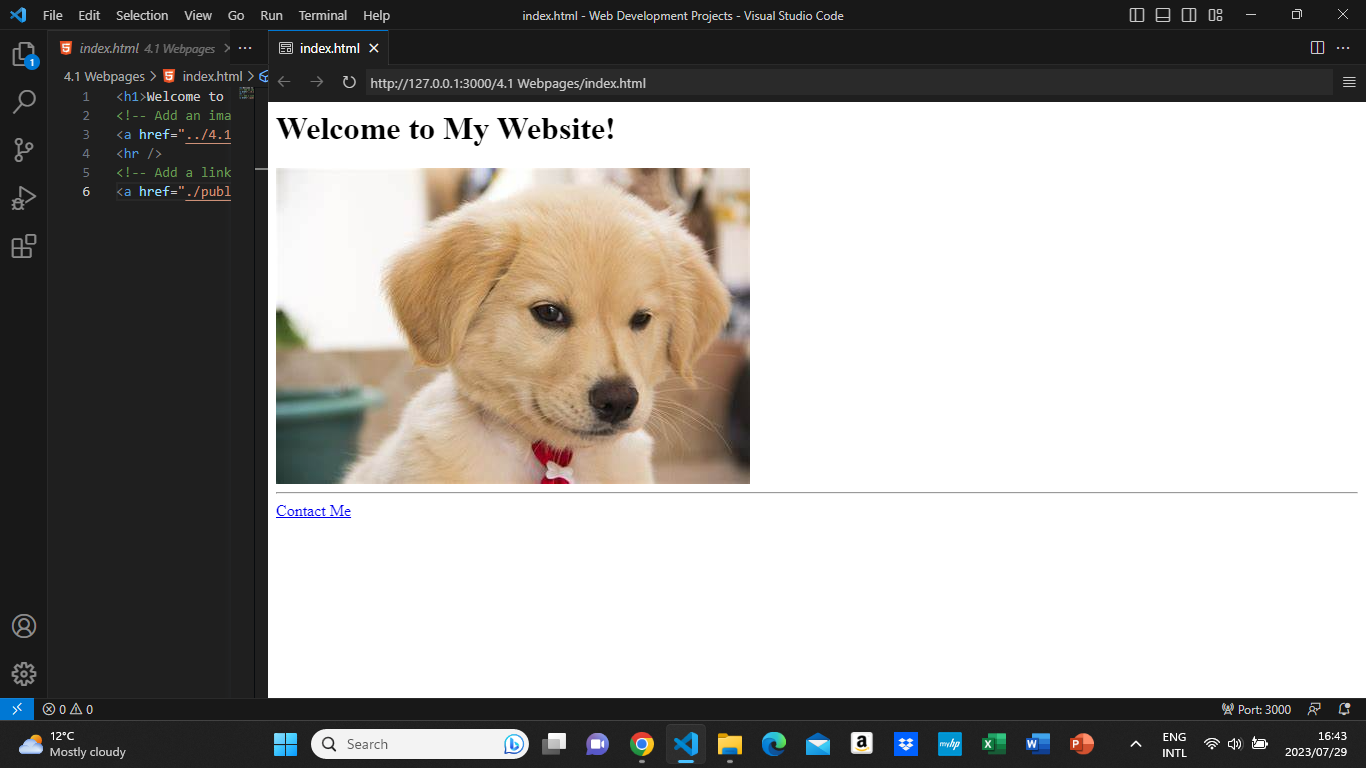 File Edit Selection View Go Run Terminal Help
index.html - Web Development Projects - Visual Studio Code
index.html 4.1 Webpages
index.html
4.1 Webpages > index.html >
http://127.0.0.1:3000/4.1 Webpages/index.html
1 <h1>Welcome to
2 <!-- Add an ima
3 <a href="../4.1
4 <hr />
5 <!-- Add a link
6 <a href="./publ
Welcome to My Website!
Contact Me
1
0 0
Port: 3000
12°C
Mostly cloudy
Search
a
myhp
X
W
P
ENG
INTL
16:43
2023/07/29